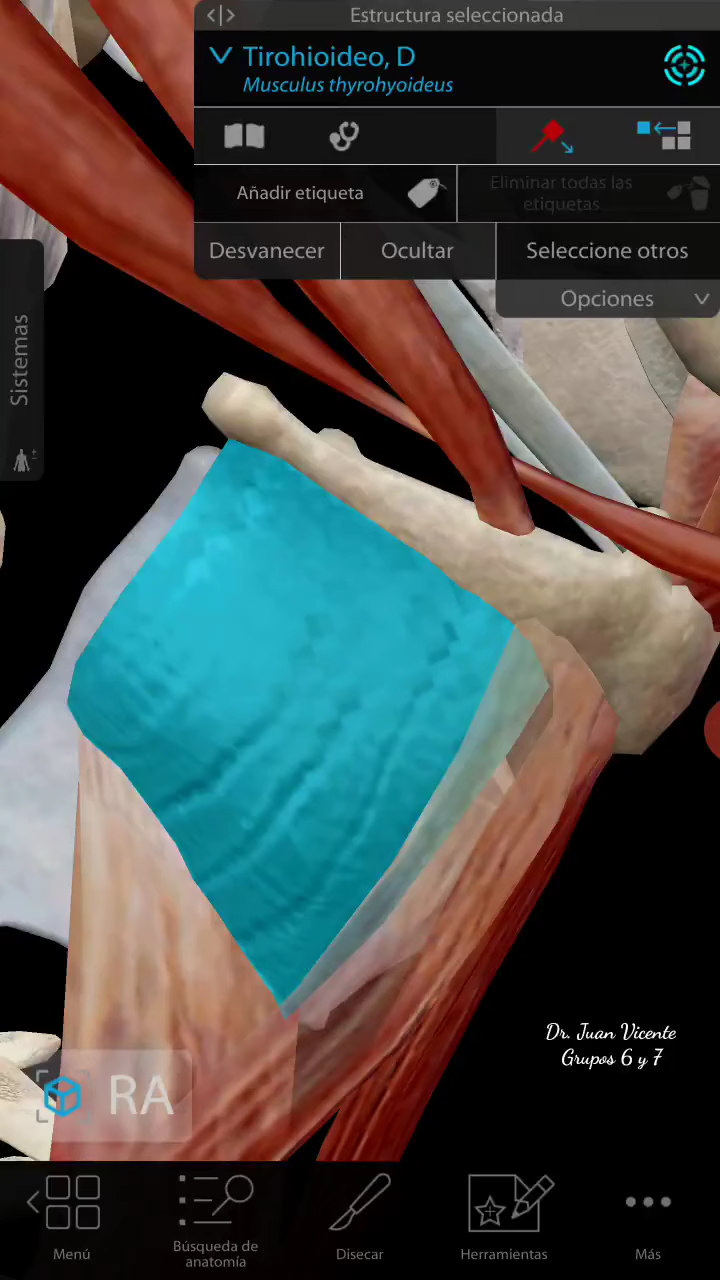 Estructura seleccionada
Tirohioideo, D
Musculus thyrohyoideus
Añadir etiqueta
Eliminar todas las
etiquetas
Desvanecer
Ocultar
Seleccione otros
Opciones
Sistemas
Dr. Juan Vicente
Grupos 6 y 7
RA
Menú
Búsqueda de
anatomía
Disecar
Herramientas
Más